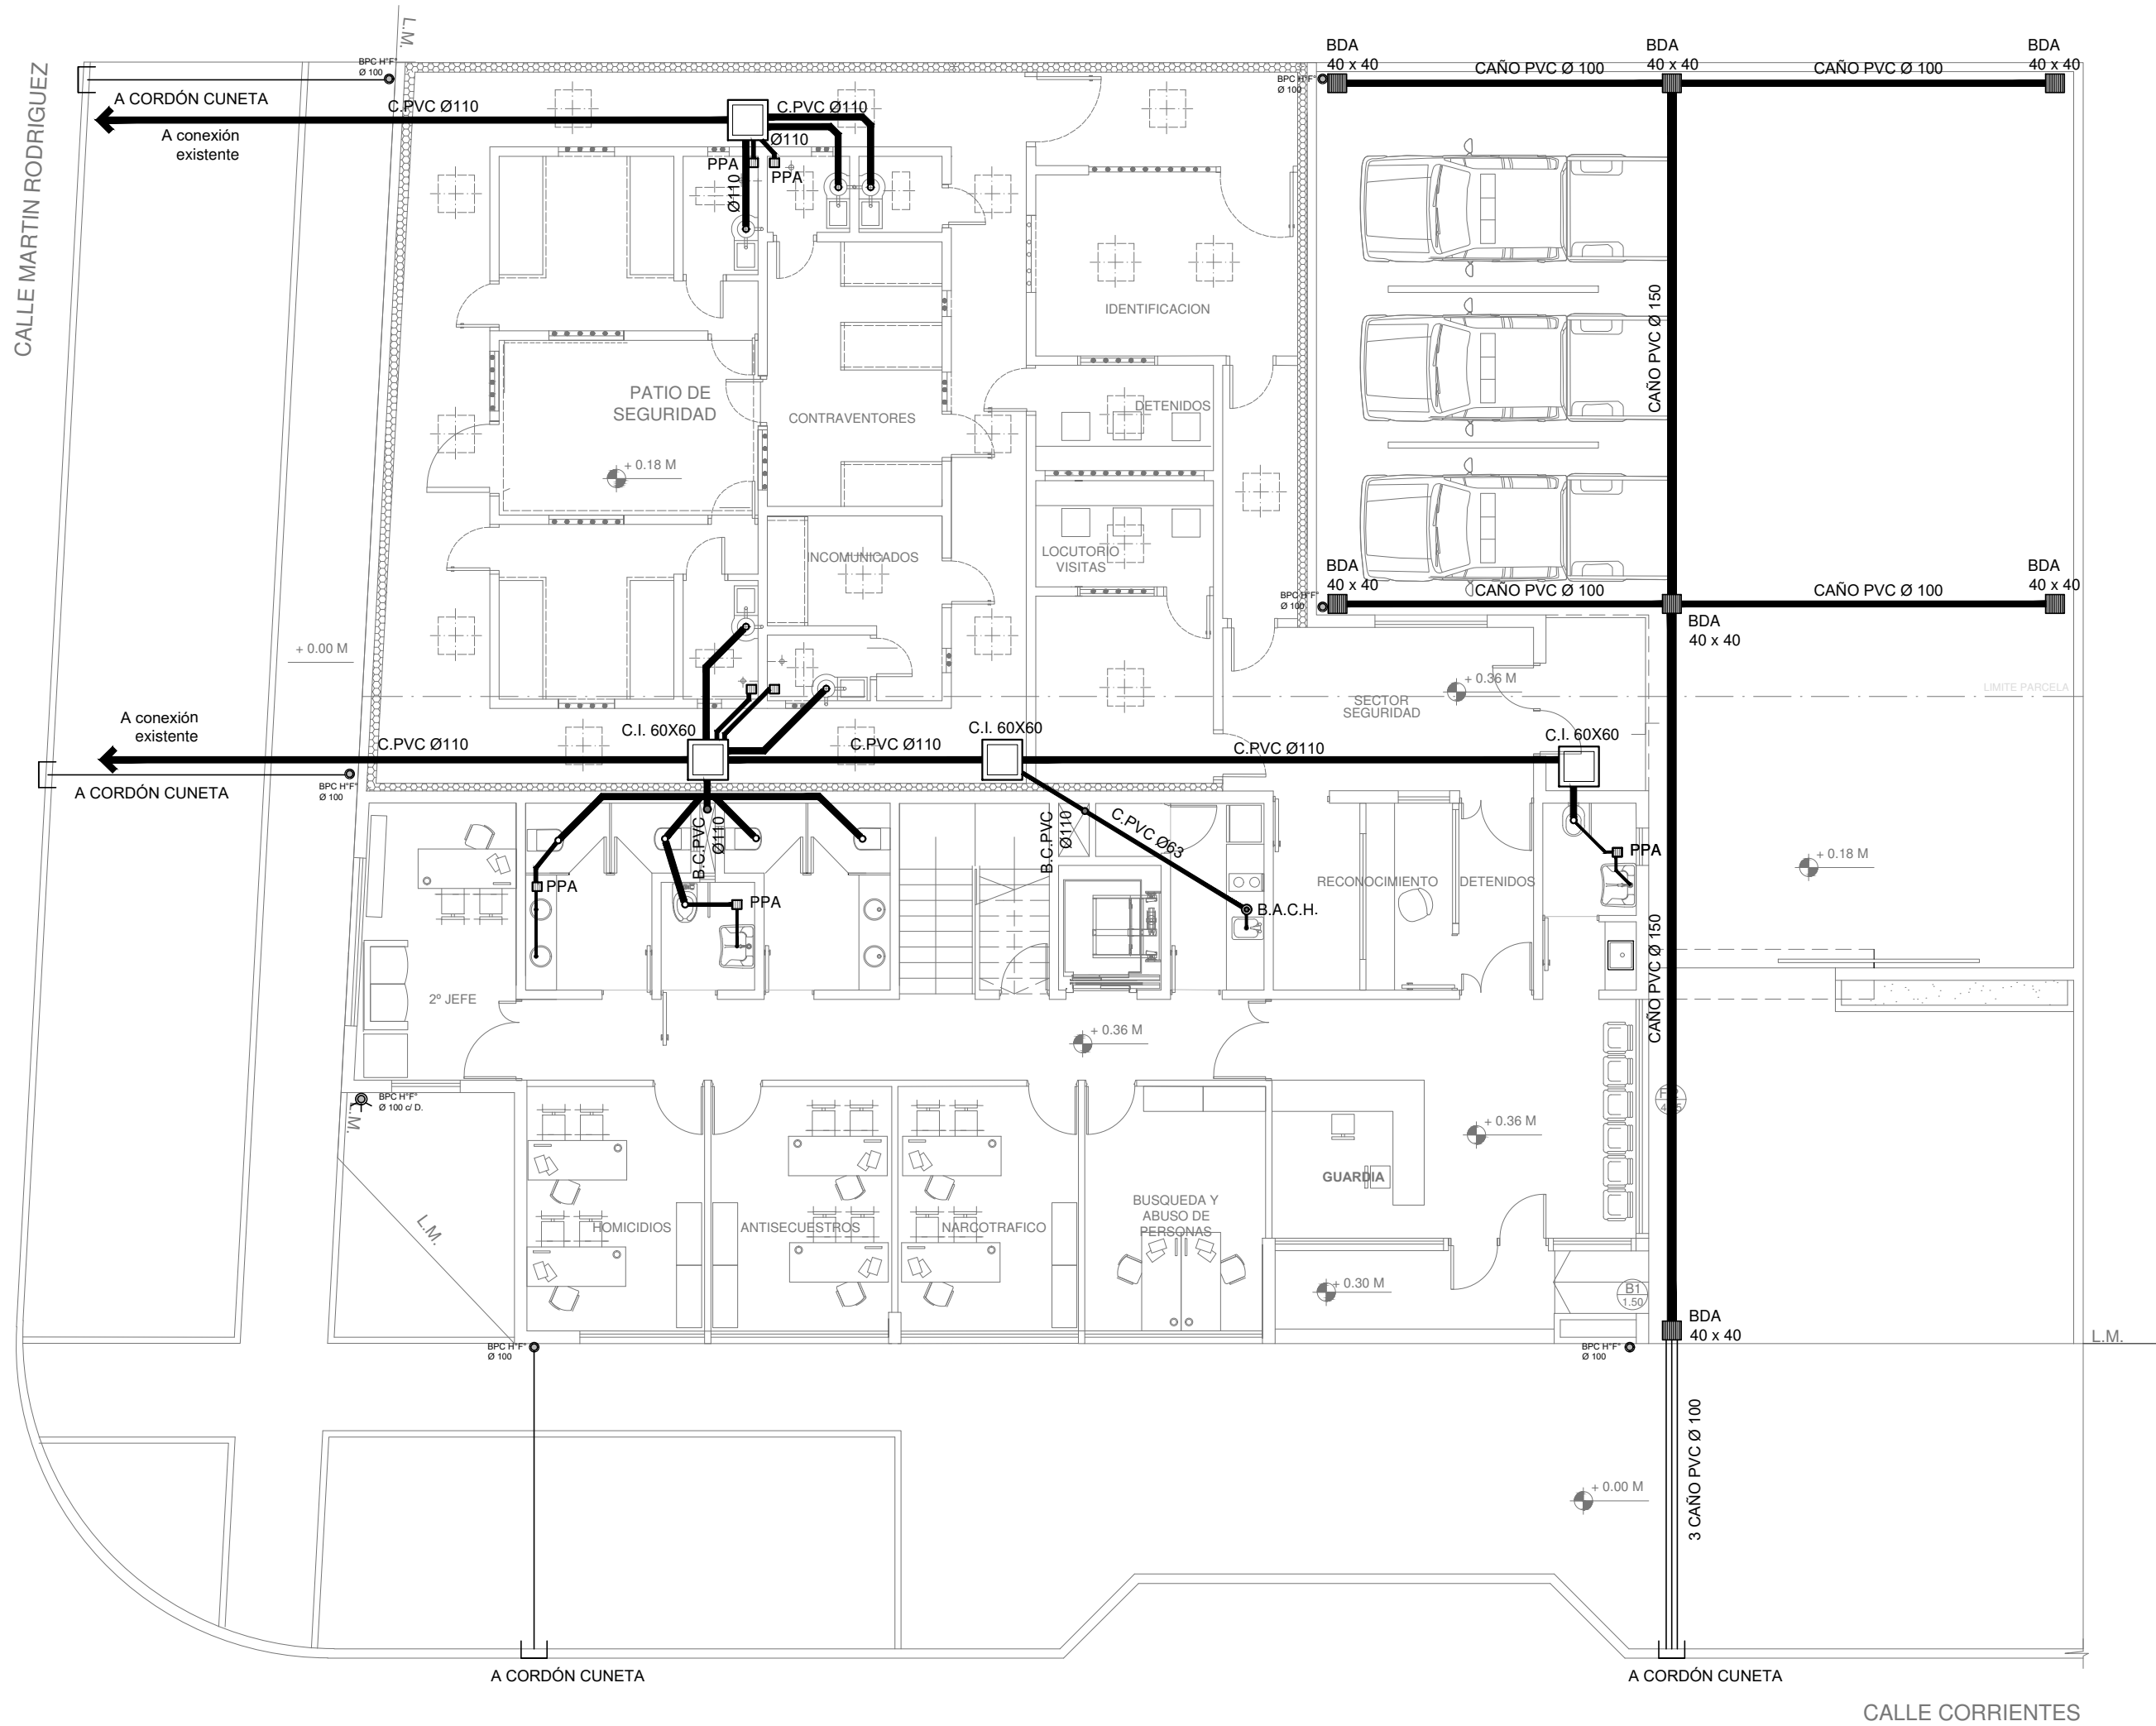 CALLE MARTIN RODRIGUEZ
L.M.
BPC H°F°
Ø 100
A CORDÓN CUNETA
A conexión
existente
C.PVC Ø110
C.PVC Ø110
Ø110
PPA
PPA
Ø110
BPC H°F°
Ø 100
BDA
40 x 40
CAÑO PVC Ø 100
BDA
40 x 40
CAÑO PVC Ø 100
BDA
40 x 40
IDENTIFICACION
CAÑO PVC Ø 150
PATIO DE
SEGURIDAD
+ 0.18 M
CONTRAVENTORES
DETENIDOS
INCOMUNICADOS
LOCUTORIO
VISITAS
BPC H°F°
Ø 100
BDA
40 x 40
CAÑO PVC Ø 100
CAÑO PVC Ø 100
BDA
40 x 40
BDA
40 x 40
+ 0.00 M
+ 0.36 M
SECTOR
SEGURIDAD
LIMITE PARCELA
A conexión
existente
C.PVC Ø110
C.I. 60X60
C.PVC Ø110
C.I. 60X60
C.PVC Ø110
C.I. 60X60
A CORDÓN CUNETA
BPC H°F°
Ø 100
B.C.PVC
Ø110
B.C.PVC
Ø110
C.PVC Ø63
PPA
PPA
PPA
B.A.C.H.
RECONOCIMIENTO
DETENIDOS
+ 0.18 M
2º JEFE
+ 0.36 M
CAÑO PVC Ø 150
BPC H°F°
Ø 100 c/ D.
L.M.
L.M.
+ 0.36 M
GUARDIA
HOMICIDIOS
ANTISECUESTROS
NARCOTRAFICO
BUSQUEDA Y
ABUSO DE
PERSONAS
+ 0.30 M
B1
1.50
BDA
40 x 40
L.M.
BPC H°F°
Ø 100
BPC H°F°
Ø 100
3 CAÑO PVC Ø 100
+ 0.00 M
A CORDÓN CUNETA
A CORDÓN CUNETA
CALLE CORRIENTES